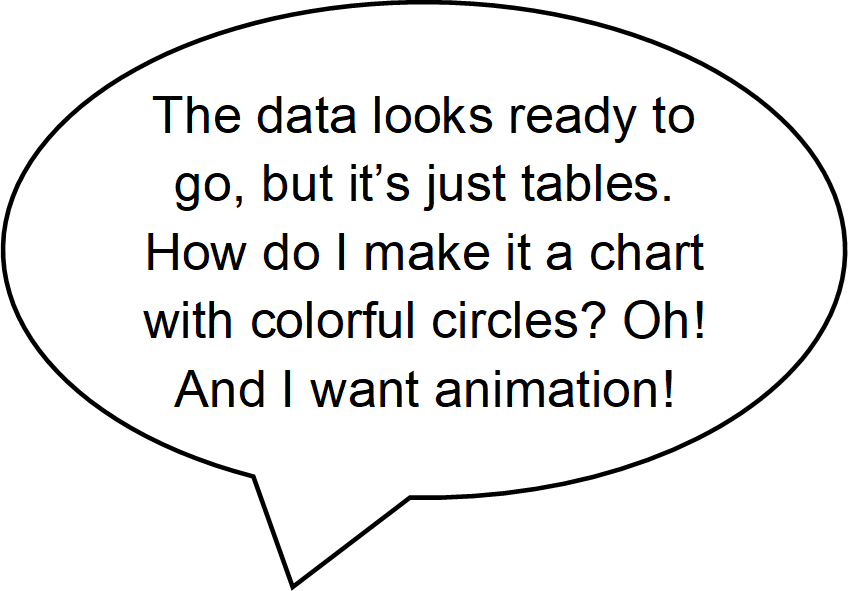 The data looks ready to
go, but it’s just tables.
How do I make it a chart
with colorful circles? Oh!
And I want animation!